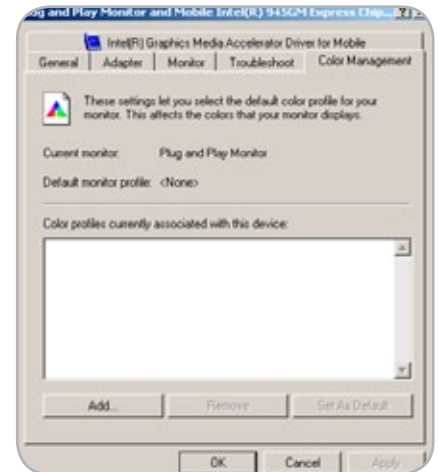 lug and Play Monitor and Mobile Intel(R) 945GM Express Chip...
Intel(R) Graphics Media Accelerator Driver for Mobile
General Adapter Monitor Troubleshoot Color Management
These settings let you select the default color profile for your
monitor. This affects the colors that your monitor displays.
Current monitor: Plug and Play Monitor
Default monitor profile: <None>
Color profiles currently associated with this device:
Add... Remove Set As Default
OK Cancel Apply